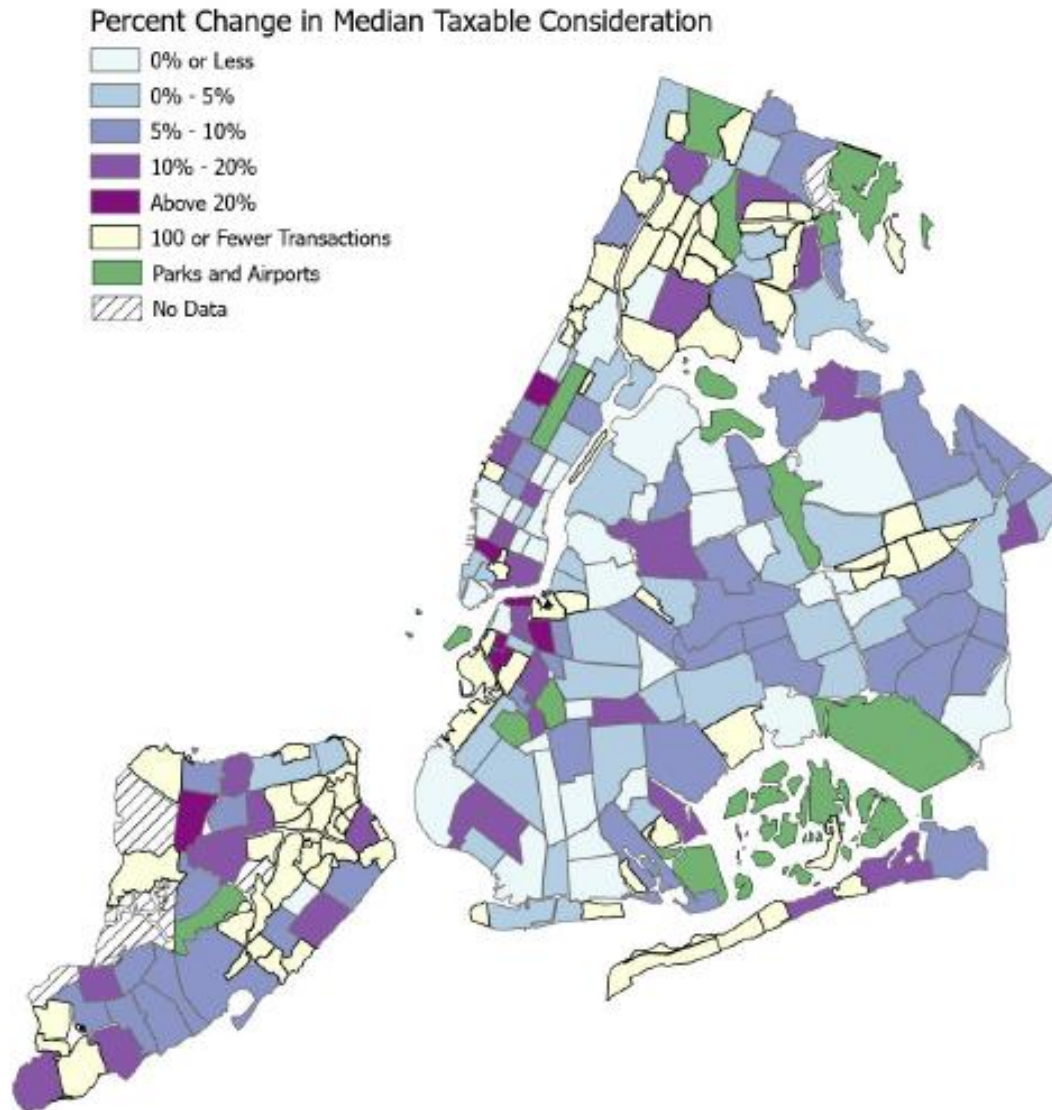 Percent Change in Median Taxable Consideration
0% or Less
0% - 5%
5% - 10%
10% - 20%
Above 20%
100 or Fewer Transactions
Parks and Airports
No Data